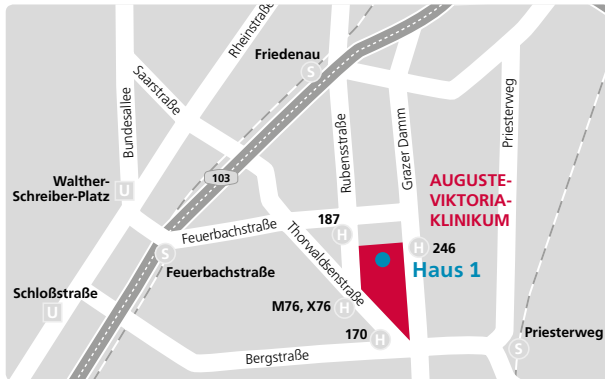 Friedenau
S
Rheinstraße
Saarstraße
Bundesallee
Priesterweg
Rubensstraße
Grazer Damm
103
Walther-
Schreiber-Platz
U
AUGUSTE-
VIKTORIA-
KLINIKUM
187
H
Feuerbachstraße
Thorwaldsenstraße
H
246
S
Feuerbachstraße
Haus 1
Schloßstraße
U
M76, X76
H
170
H
Bergstraße
Priesterweg
S